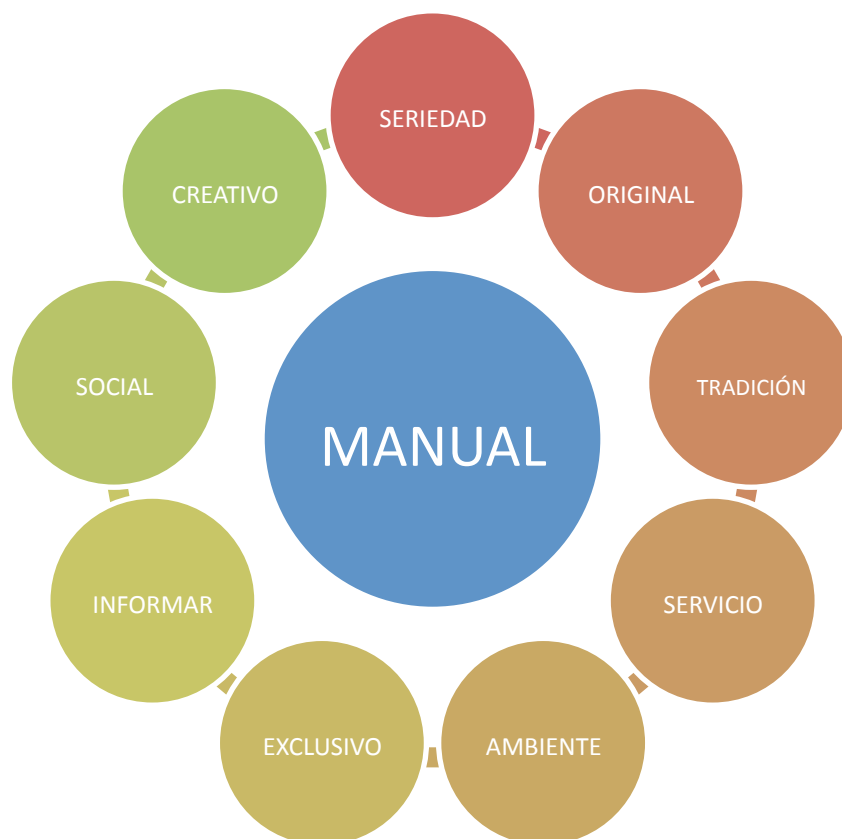 SERIEDAD
ORIGINAL
TRADICIÓN
SERVICIO
AMBIENTE
EXCLUSIVO
INFORMAR
SOCIAL
CREATIVO
MANUAL